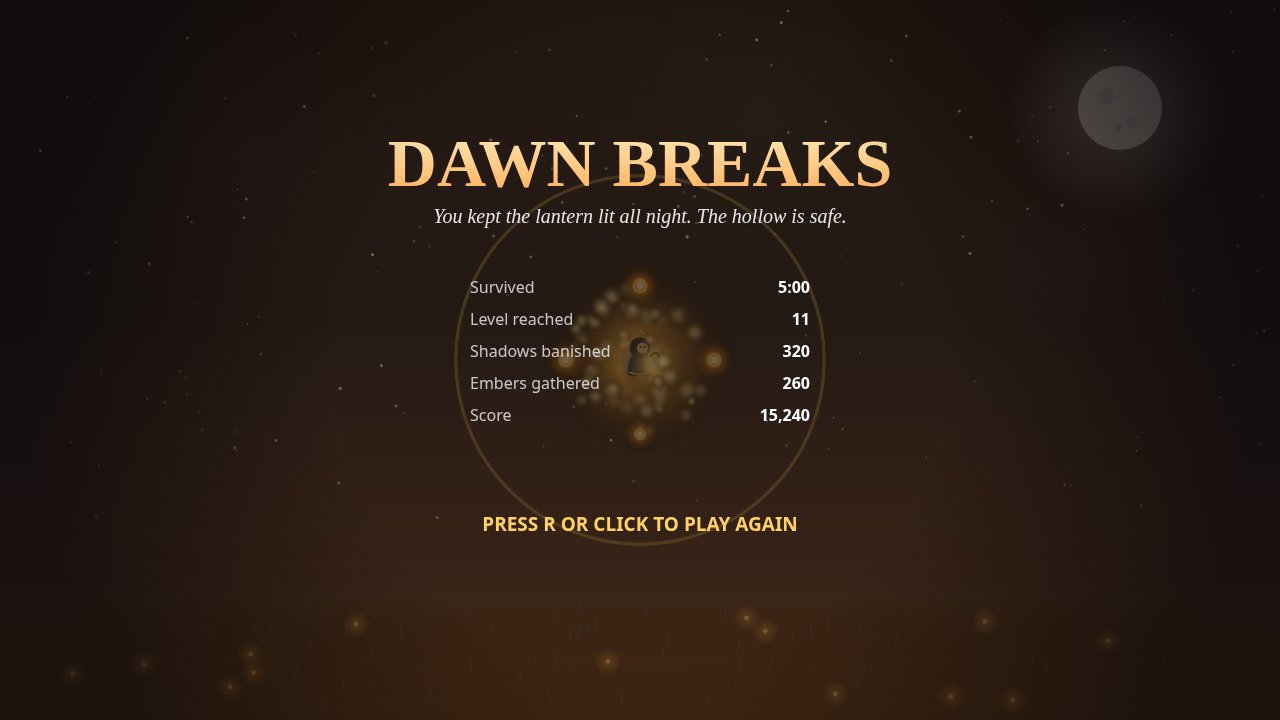 DAWN BREAKS
You kept the lantern lit all night. The hollow is safe.
Survived 5:00
Level reached 11
Shadows banished 320
Embers gathered 260
Score 15,240
PRESS R OR CLICK TO PLAY AGAIN